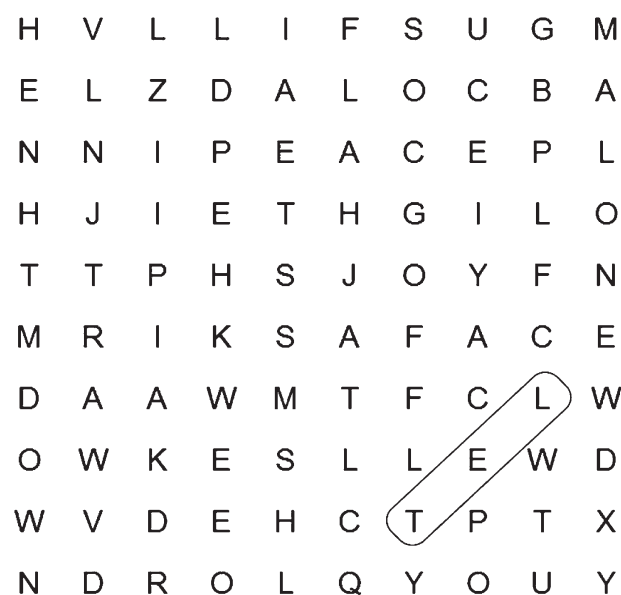 H V L L I F S U G M
E L Z D A L O C B A
N N I P E A C E P L
H J I E T H G I L O
T T P H S J O Y F N
M R I K S A F A C E
D A A W M T F C L W
O W K E S L L E W D
W V D E H C T P T X
N D R O L Q Y O U Y